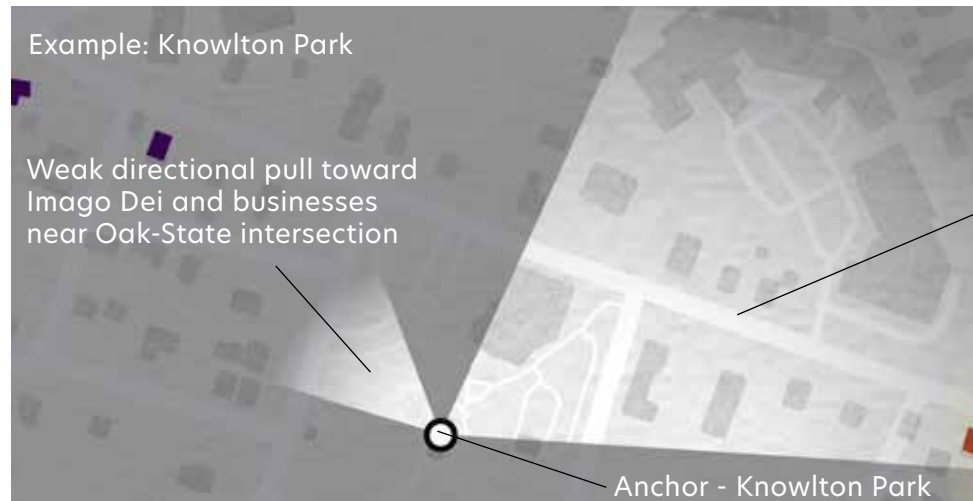 Example: Knowlton Park
Weak directional pull toward
Imago Dei and businesses
near Oak-State intersection
Anchor - Knowlton Park